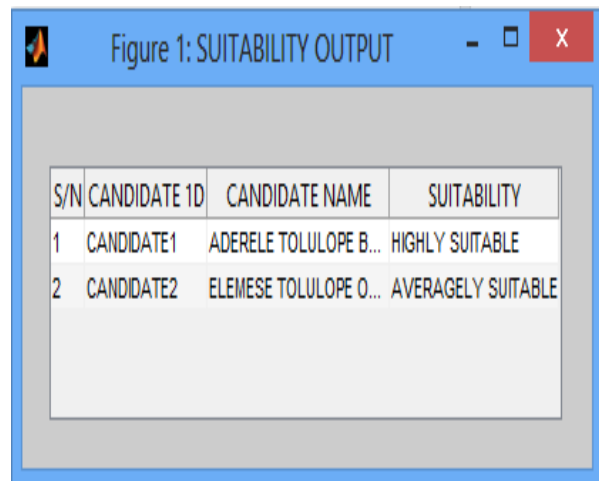 Figure 1: SUITABILITY OUTPUT
S/N CANDIDATE 1D CANDIDATE NAME SUITABILITY
1 CANDIDATE1 ADERELE TOLULOPE B... HIGHLY SUITABLE
2 CANDIDATE2 ELEMESE TOLULOPE O... AVERAGELY SUITABLE